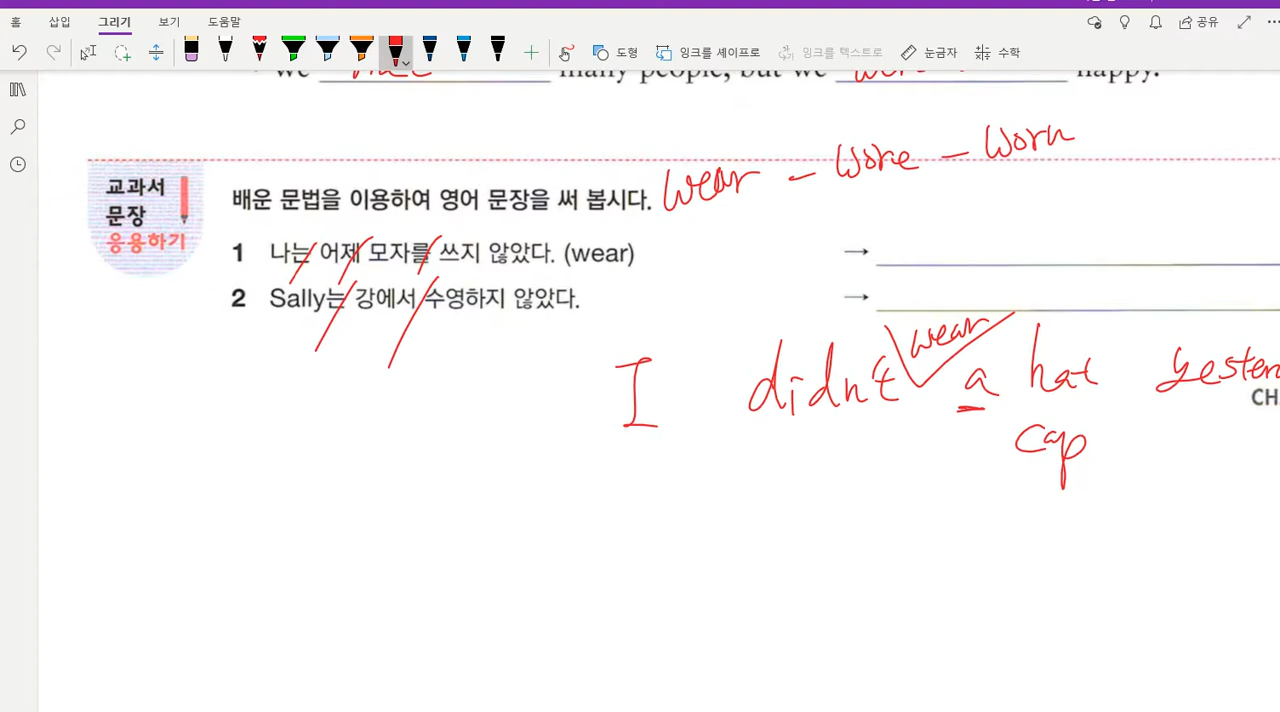 홈 삽입 그리기 보기 도움말 공유
도형 잉크를 셰이프로 잉크를 텍스트로 눈금자 수학
we many people, but we happy.
wear - wore - worn
교과서
문장
응용하기
배운 문법을 이용하여 영어 문장을 써 봅시다.
1 나는 어제 모자를 쓰지 않았다. (wear) →
2 Sally는 강에서 수영하지 않았다. →
wear
I didn't a hat yester
CH
cap